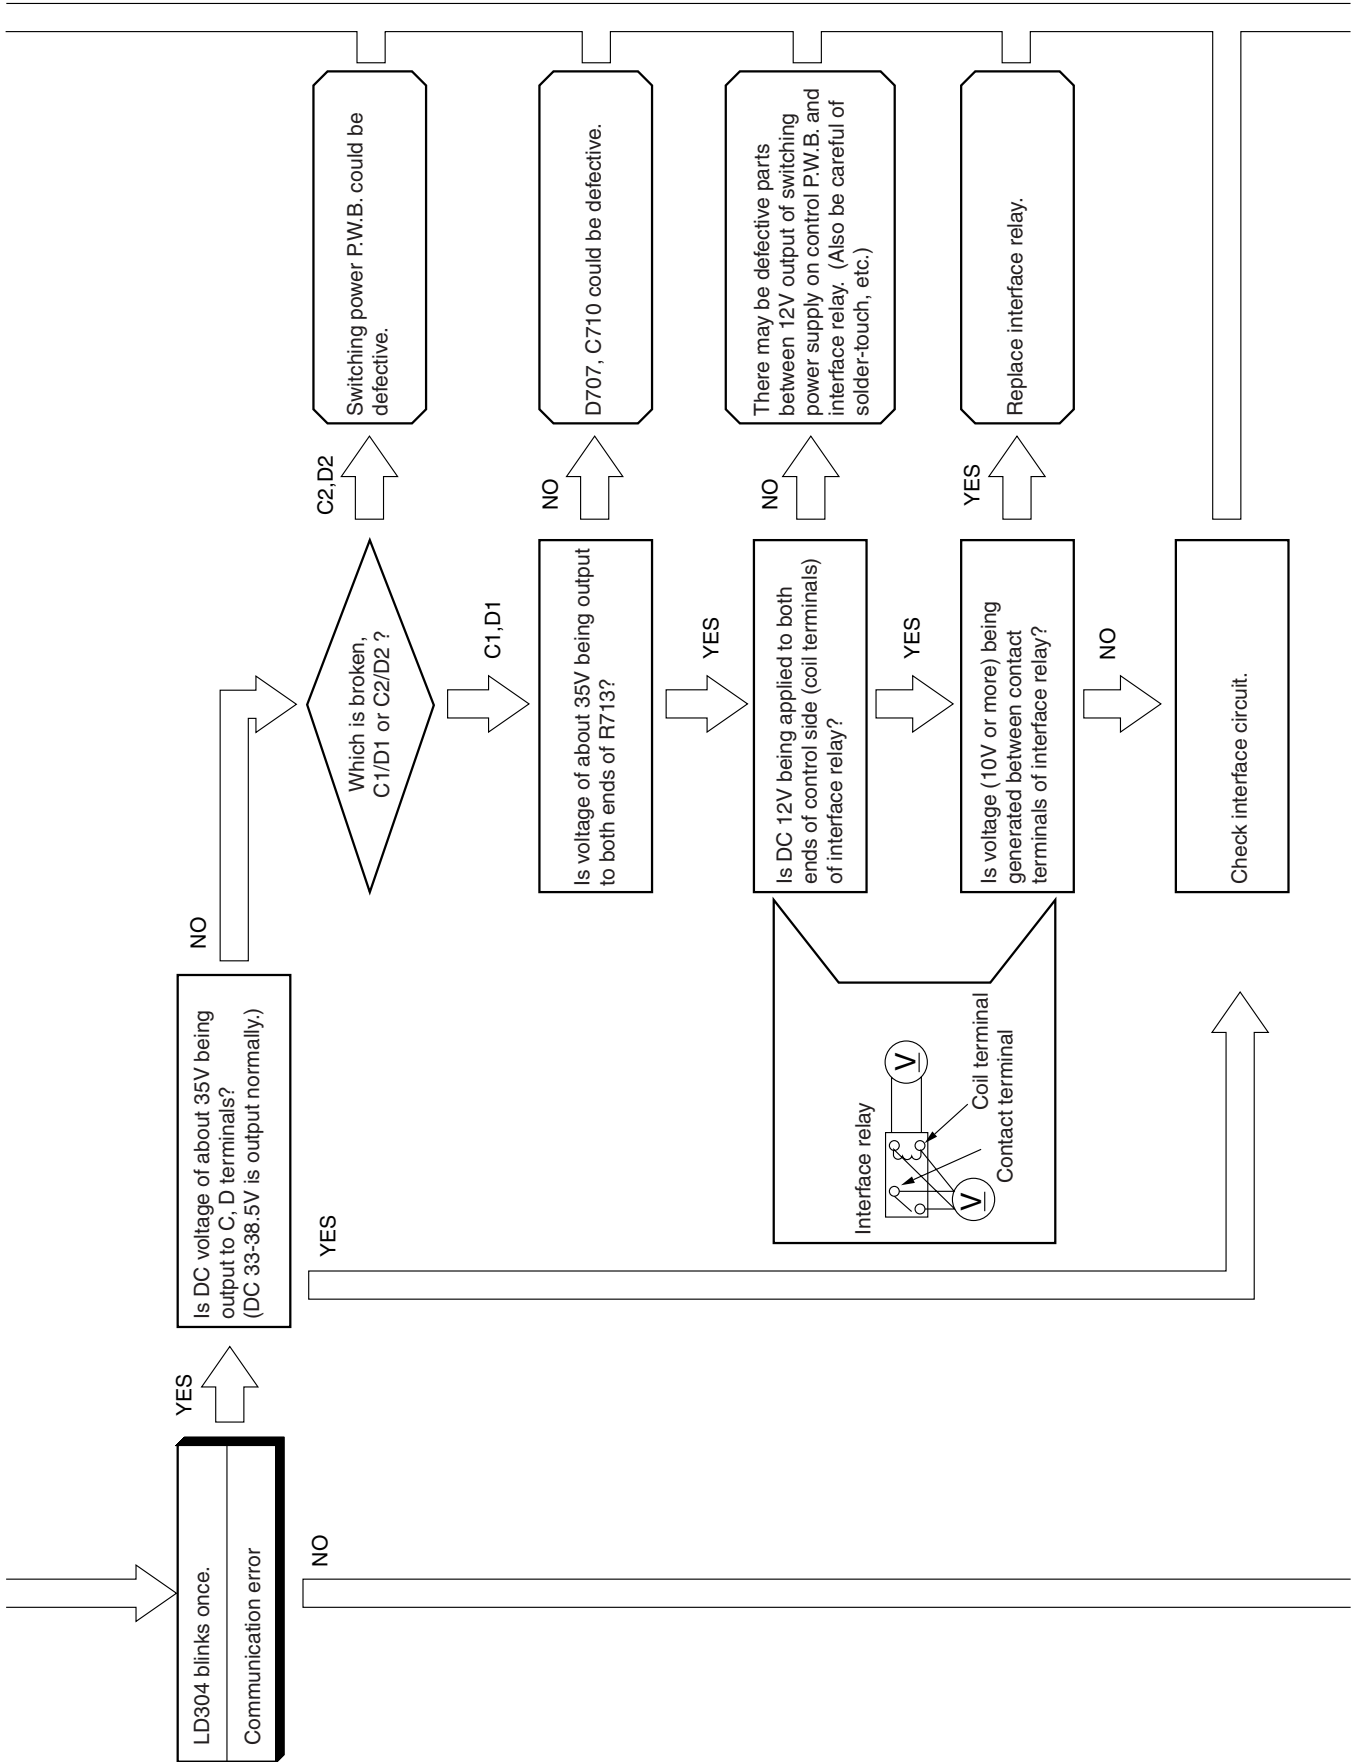 LD304 blinks once.
Communication error
YES
NO
Is DC voltage of about 35V being
output to C, D terminals?
(DC 33-38.5V is output normally.)
NO
YES
Which is broken,
C1/D1 or C2/D2 ?
C2,D2
Switching power P.W.B. could be
defective.
C1,D1
Is voltage of about 35V being output
to both ends of R713?
NO
D707, C710 could be defective.
YES
Is DC 12V being applied to both
ends of control side (coil terminals)
of interface relay?
NO
There may be defective parts
between 12V output of switching
power supply on control P.W.B. and
interface relay. (Also be careful of
solder-touch, etc.)
YES
Is voltage (10V or more) being
generated between contact
terminals of interface relay?
YES
Replace interface relay.
NO
Check interface circuit.
Interface relay
V
V
Coil terminal
Contact terminal